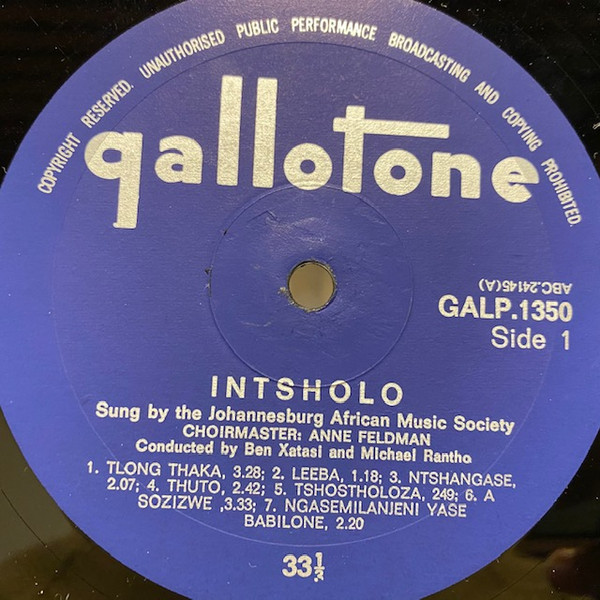 COPYRIGHT RESERVED. UNAUTHORISED PUBLIC PERFORMANCE BROADCASTING AND COPYING PROHIBITED.
gallotone
ABC.24145(A)
GALP.1350
Side 1
INTSHOLO
Sung by the Johannesburg African Music Society
CHOIRMASTER: ANNE FELDMAN
Conducted by Ben Xatasi and Michael Rantho
1. TLONG THAKA, 3.28; 2. LEEBA, 1.18; 3. NTSHANGASE,
2.07; 4. THUTO, 2.42; 5. TSHOSTHOLOZA, 249; 6. A
SOZIZWE ,3.33; 7. NGASEMILANJENI YASE
BABILONE, 2.20
33⅓